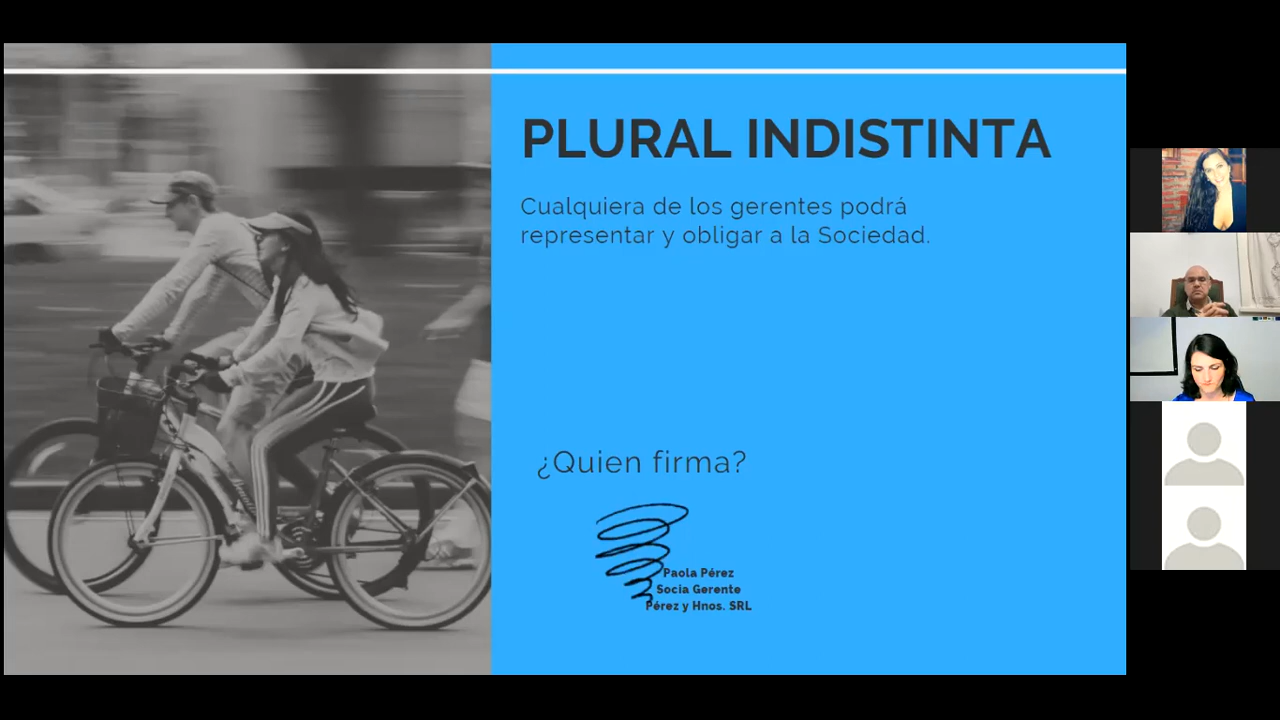 PLURAL INDISTINTA
Cualquiera de los gerentes podrá
representar y obligar a la Sociedad.
¿Quien firma?
Paola Pérez
Socia Gerente
Pérez y Hnos. SRL